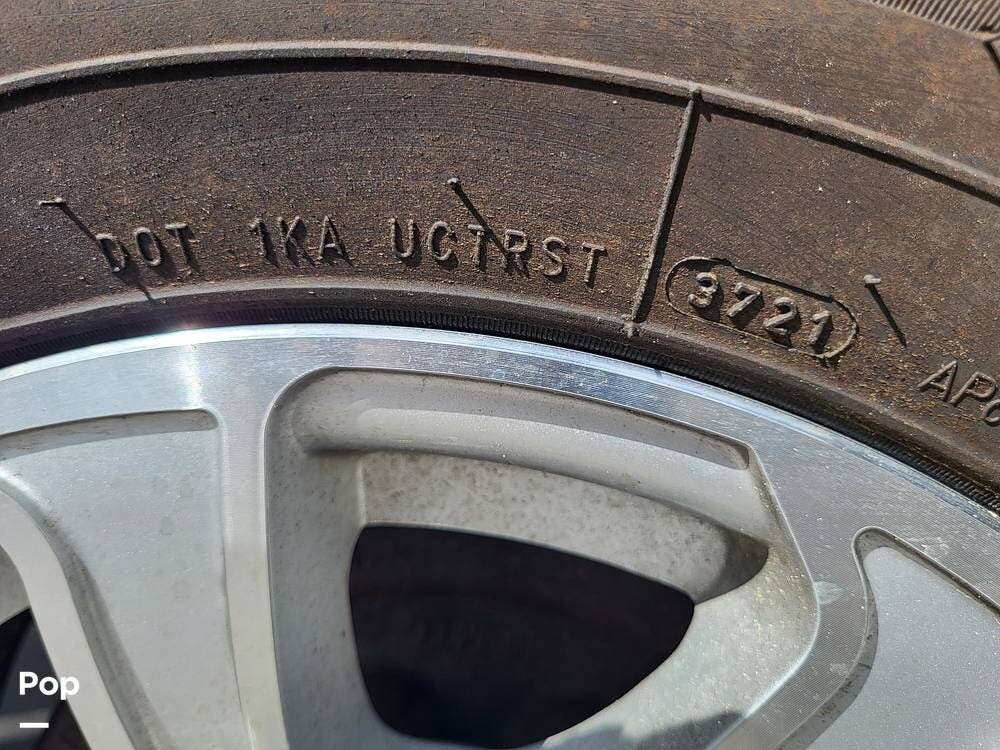 DOT 1KA UCTRST 3721
Pop